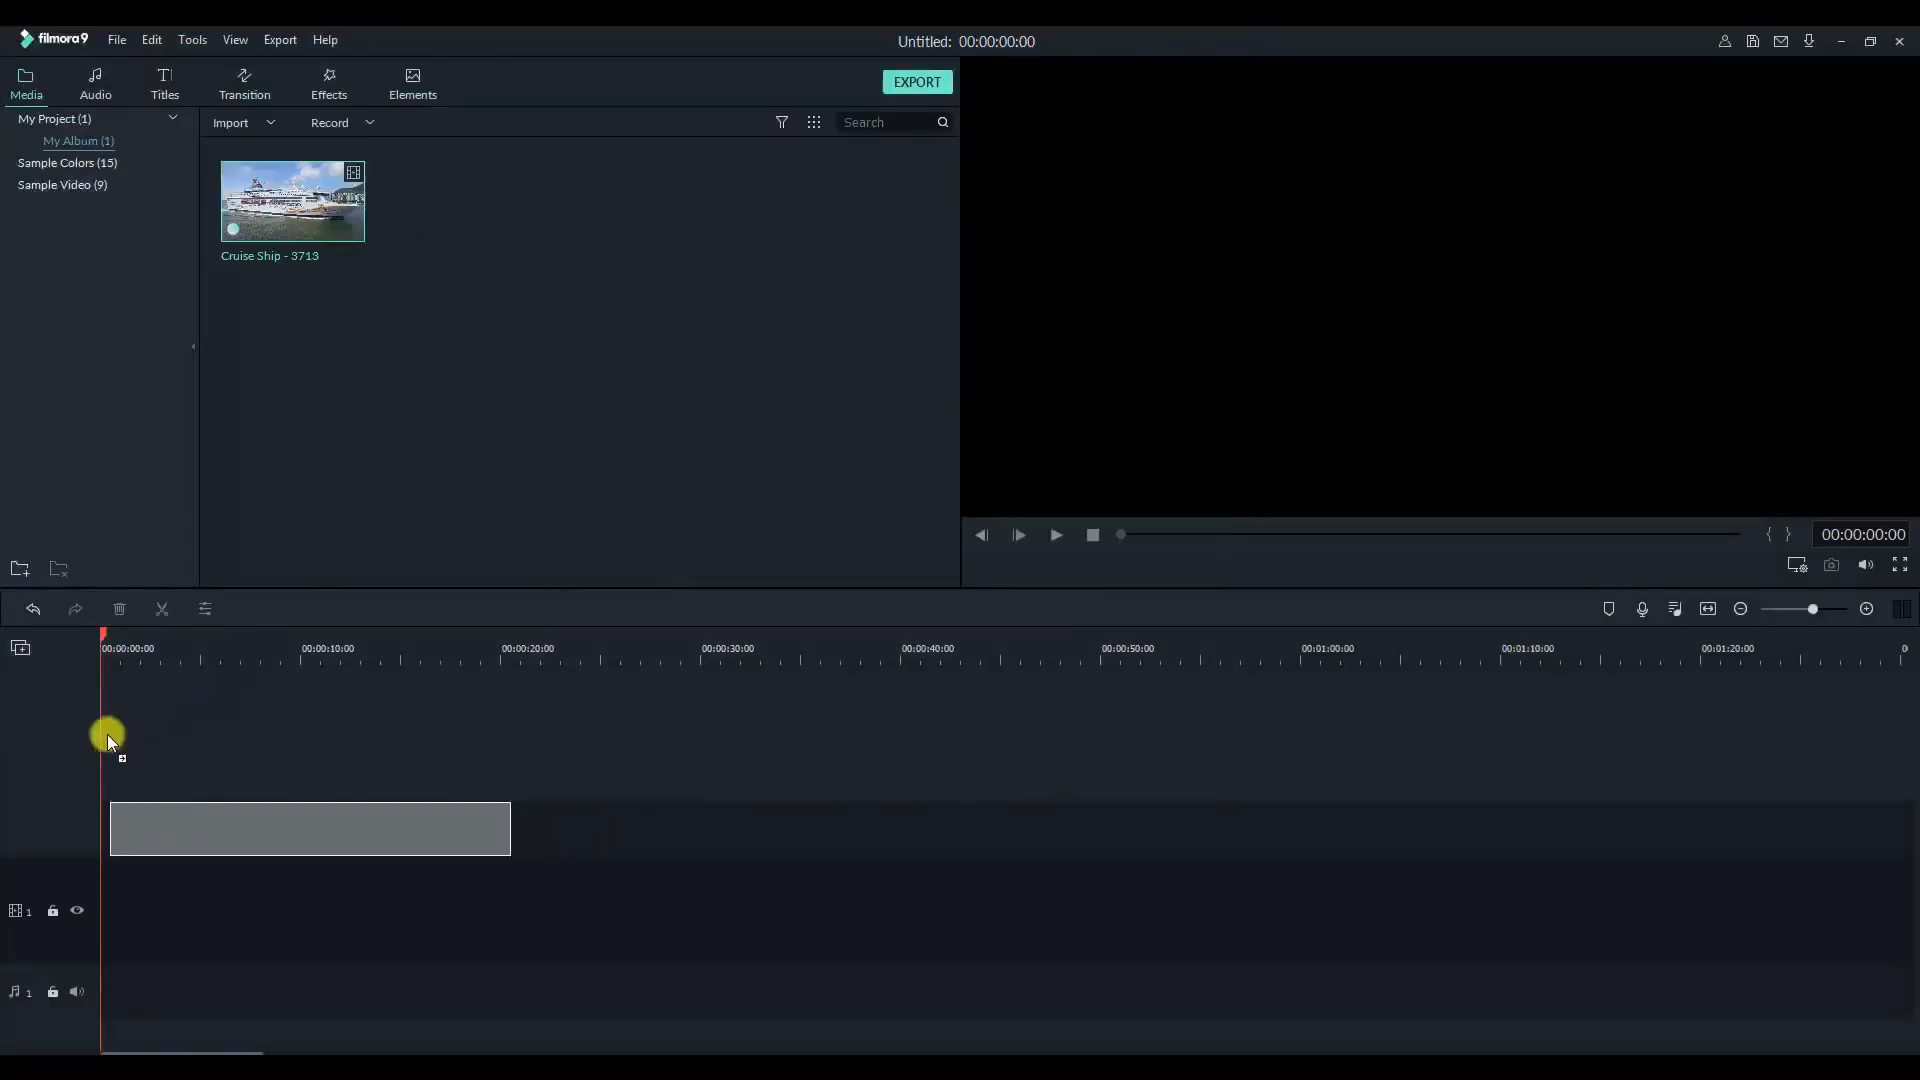 filmora9 File Edit Tools View Export Help
Untitled: 00:00:00:00
Media Audio Titles Transition Effects Elements
EXPORT
My Project (1)
My Album (1)
Sample Colors (15)
Sample Video (9)
Import Record Search
Cruise Ship - 3713
00:00:00:00
00:00:00:00 00:00:10:00 00:00:20:00 00:00:30:00 00:00:40:00 00:00:50:00 00:01:00:00 00:01:10:00 00:01:20:00
1
1